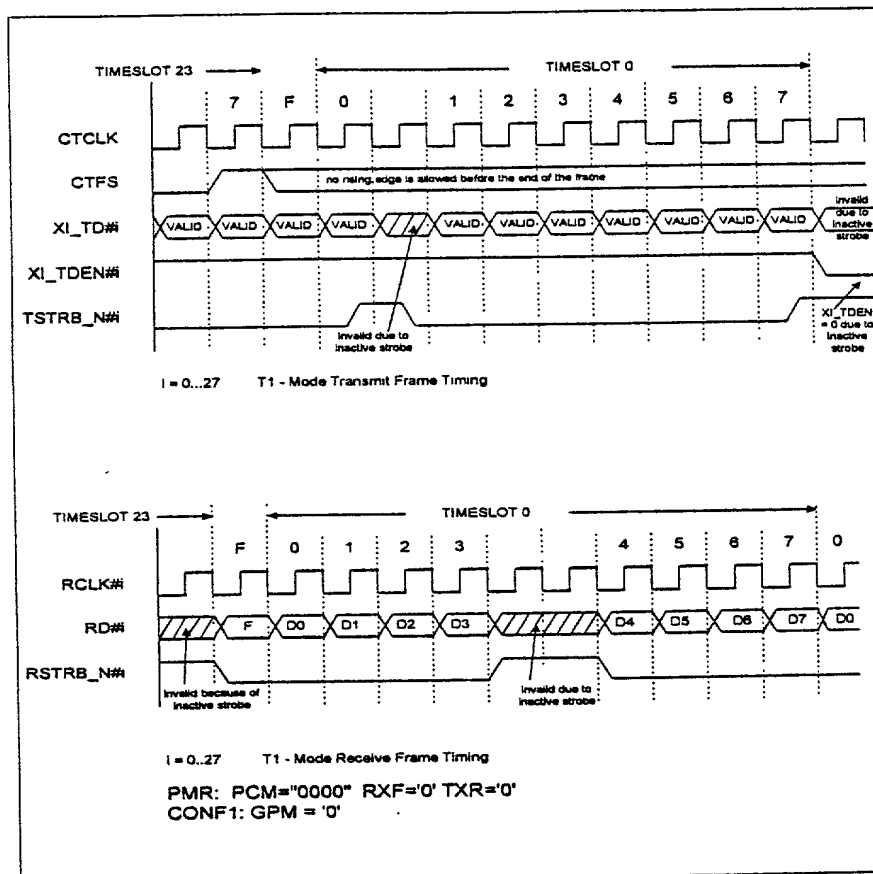 TIMESLOT 23
TIMESLOT 0
7 F 0 1 2 3 4 5 6 7
CTCLK
CTFS
no rising edge is allowed before the end of the frame
XI_TD#i
VALID VALID VALID VALID VALID VALID VALID VALID VALID VALID VALID
invalid
due to
inactive
strobe
XI_TDEN#i
TSTRB_N#i
invalid due to
inactive strobe
XI_TDEN
= 0 due to
inactive
strobe
i = 0...27 T1 - Mode Transmit Frame Timing
TIMESLOT 23
TIMESLOT 0
F 0 1 2 3 4 5 6 7 0
RCLK#i
RD#i
F D0 D1 D2 D3 D4 D5 D6 D7 D0
RSTRB_N#i
invalid because of
inactive strobe
invalid due to
inactive strobe
i = 0..27 T1 - Mode Receive Frame Timing
PMR: PCM="0000" RXF='0' TXR='0'
CONF1: GPM = '0'